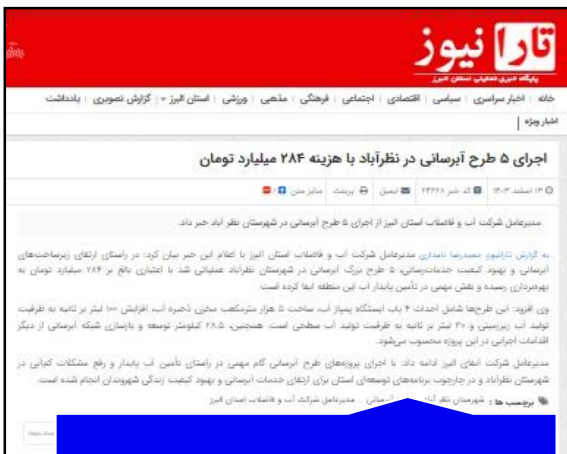 تارا نیوز
پایگاه خبری تحلیلی استان البرز
خانه اخبار سراسری سیاسی اقتصادی اجتماعی فرهنگی مذهبی ورزشی استان البرز گزارش تصویری یادداشت
اخبار ویژه
اجرای ۵ طرح آبرسانی در نظرآباد با هزینه ۲۸۴ میلیارد تومان
۱۳ اسفند ۱۴۰۳ کد خبر ایمیل پرینت سایز متن
مدیرعامل شرکت آب و فاضلاب استان البرز از اجرای ۵ طرح آبرسانی در شهرستان نظر آباد خبر داد.
به گزارش تارانیوز، حمیدرضا نامداری مدیرعامل شرکت آب و فاضلاب استان البرز با اعلام این خبر بیان کرد: در راستای ارتقای زیرساخت‌های
آبرسانی و بهبود کیفیت خدمات‌رسانی، ۵ طرح بزرگ آبرسانی در شهرستان نظرآباد عملیاتی شد با اعتباری بالغ بر ۲۸۴ میلیارد تومان به
بهره‌برداری رسیده و نقش مهمی در تأمین پایدار آب این منطقه ایفا کرده است.
وی افزود: این طرح‌ها شامل احداث ۴ باب ایستگاه پمپاژ آب، ساخت ۵ هزار مترمکعب مخزن ذخیره آب، افزایش ۱۰۰ لیتر بر ثانیه به ظرفیت
تولید آب زیرزمینی و ۳۰ لیتر بر ثانیه به ظرفیت تولید آب سطحی است. همچنین، ۲۸.۵ کیلومتر توسعه و بازسازی شبکه آبرسانی از دیگر
اقدامات اجرایی در این پروژه محسوب می‌شود.
مدیرعامل شرکت آبفای البرز ادامه داد: با اجرای پروژه‌های طرح آبرسانی گام مهمی در راستای تأمین آب پایدار و رفع مشکلات کم‌آبی در
شهرستان نظرآباد و در چارچوب برنامه‌های توسعه‌ای استان برای ارتقای خدمات آبرسانی و بهبود کیفیت زندگی شهروندان انجام شده است.
برچسب ها : شهرستان نظر آباد آبرسانی مدیرعامل شرکت آب و فاضلاب استان البرز